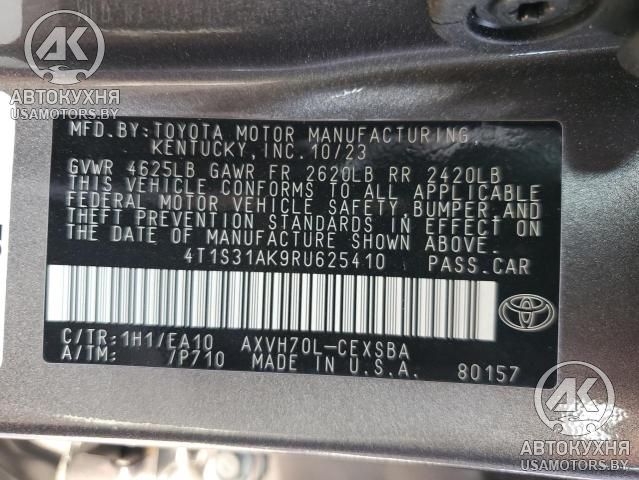 AK
АВТОКУХНЯ
USAMOTORS.BY
MFD.BY:TOYOTA MOTOR MANUFACTURING,
KENTUCKY, INC. 10/23
GVWR 4625LB GAWR FR 2620LB RR 2420LB
THIS VEHICLE CONFORMS TO ALL APPLICABLE
FEDERAL MOTOR VEHICLE SAFETY, BUMPER, AND
THEFT PREVENTION STANDARDS IN EFFECT ON
THE DATE OF MANUFACTURE SHOWN ABOVE.
4T1S31AK9RU625410 PASS.CAR
C/TR:1H1/EA10 AXVH70L-CEXSBA
A/TM: /P710 MADE IN U.S.A. 80157
TOYOTA
AK
АВТОКУХНЯ
USAMOTORS.BY